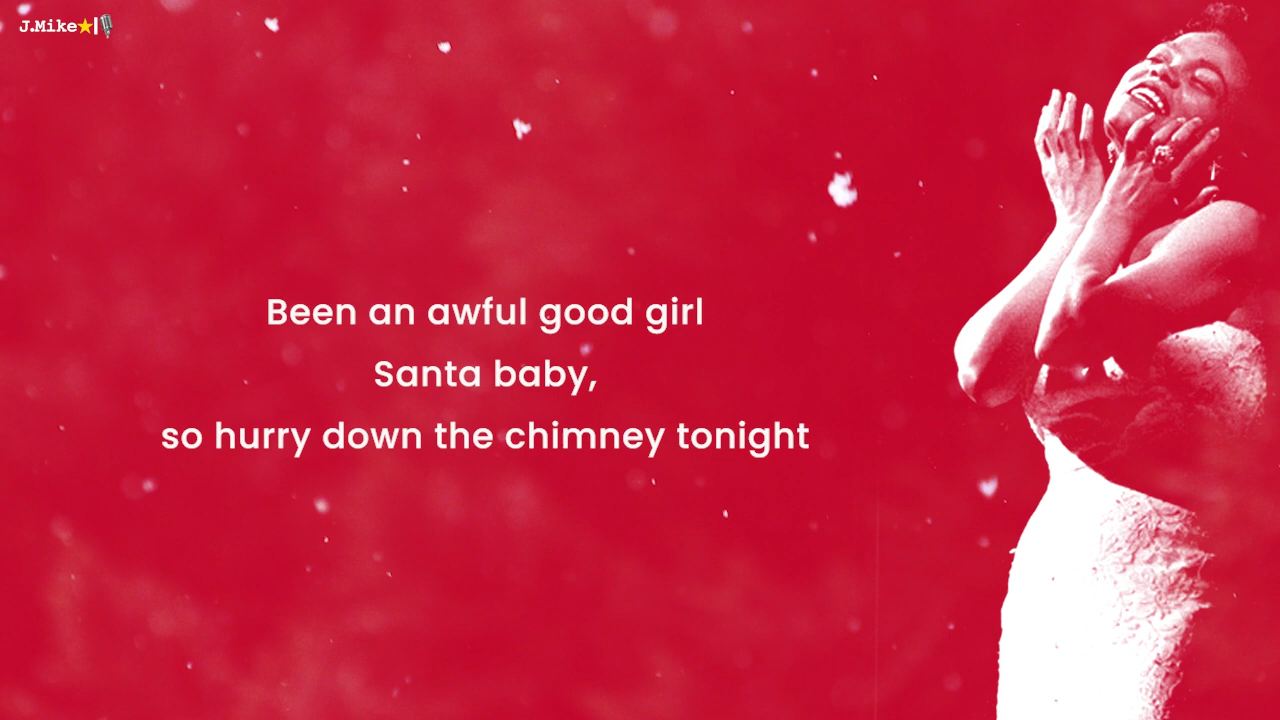 J.Mike
Been an awful good girl
Santa baby,
so hurry down the chimney tonight